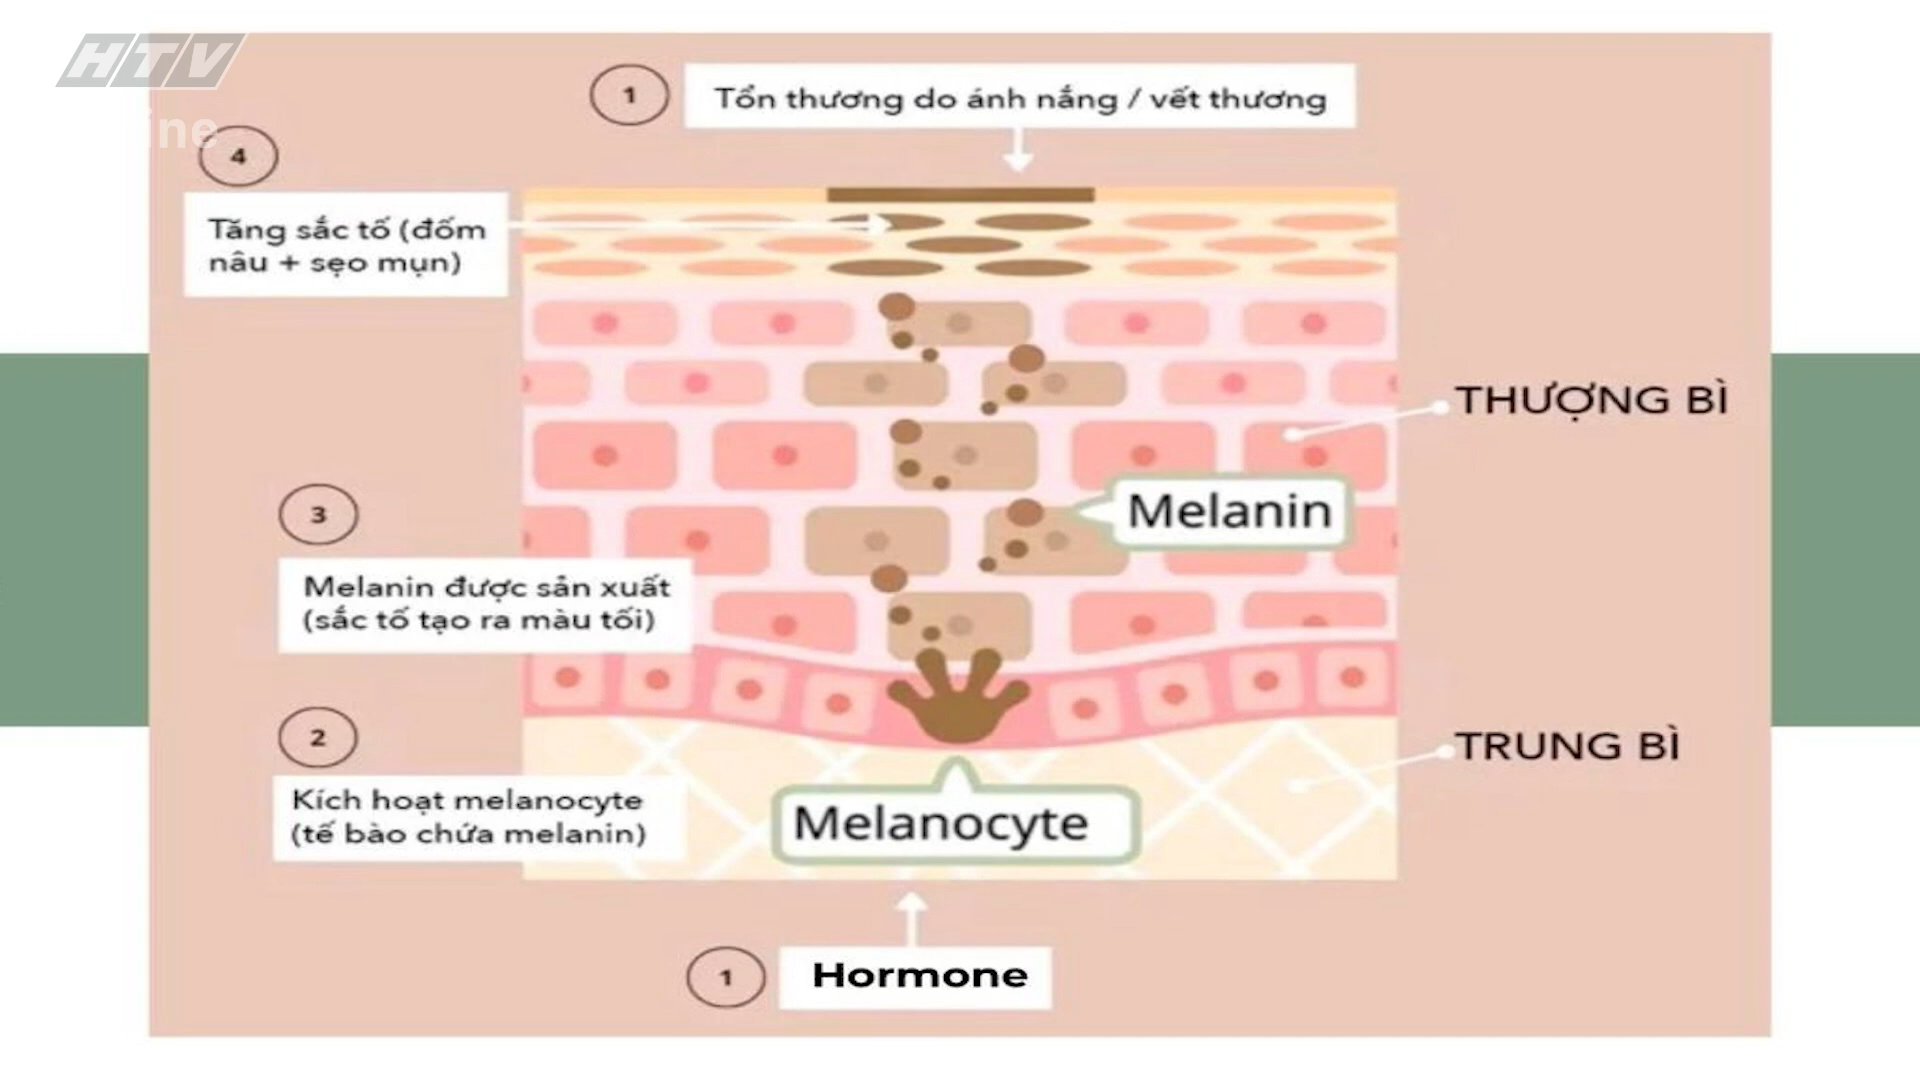 HTV
ine
1
Tổn thương do ánh nắng / vết thương
4
Tăng sắc tố (đốm
nâu + sẹo mụn)
THƯỢNG BÌ
Melanin
3
Melanin được sản xuất
(sắc tố tạo ra màu tối)
2
Kích hoạt melanocyte
(tế bào chứa melanin)
TRUNG BÌ
Melanocyte
1
Hormone